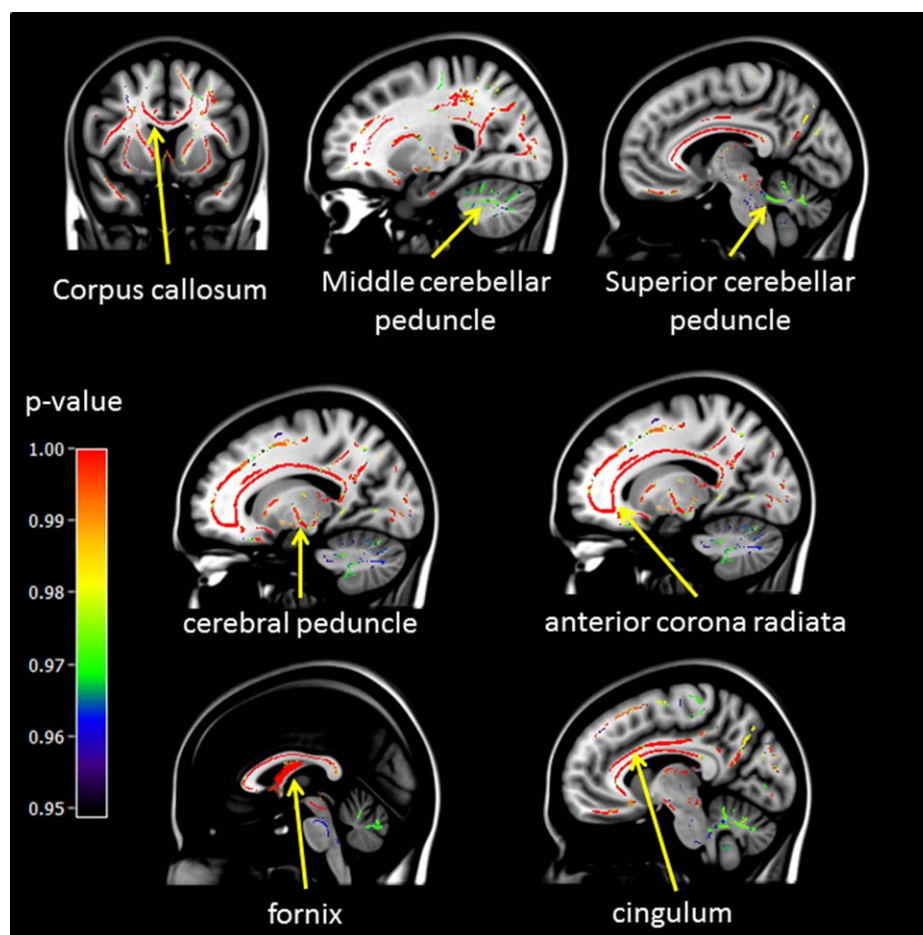 Corpus callosum
Middle cerebellar
peduncle
Superior cerebellar
peduncle
p-value
1.00
0.99
0.98
0.97
0.96
0.95
cerebral peduncle
anterior corona radiata
fornix
cingulum